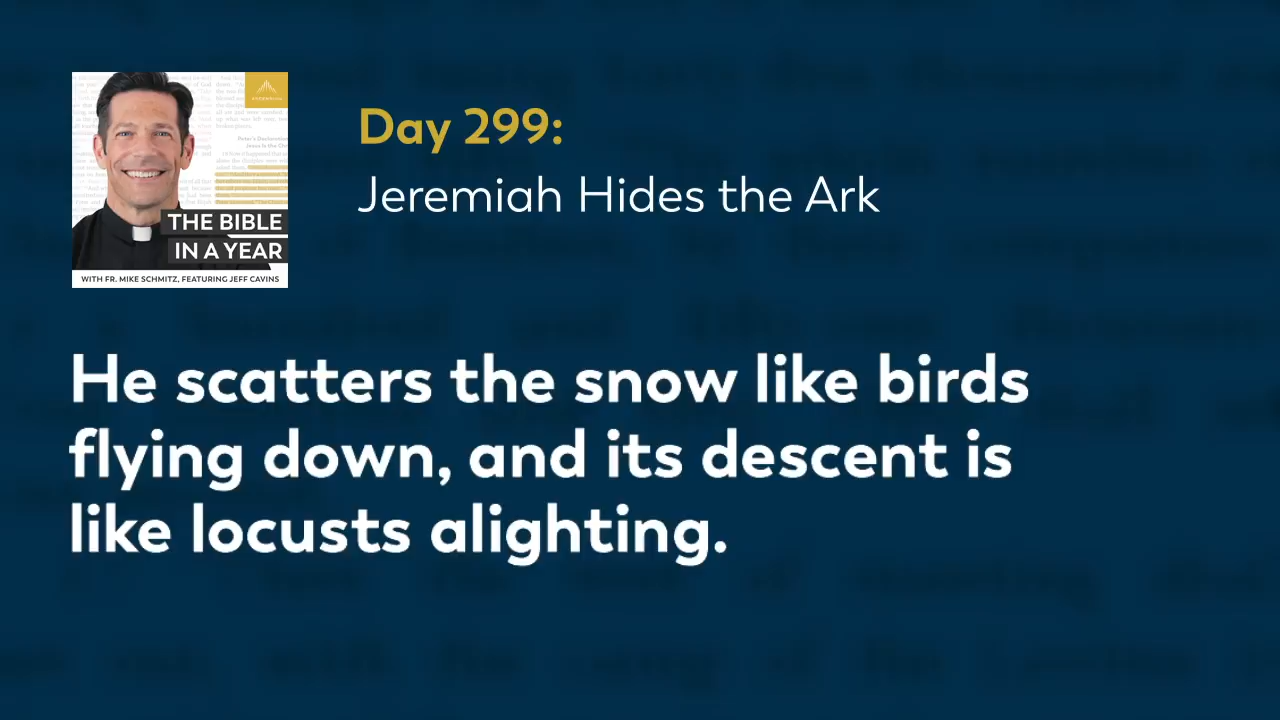 Day 299:
Jeremiah Hides the Ark
THE BIBLE
IN A YEAR
WITH FR. MIKE SCHMITZ, FEATURING JEFF CAVINS
He scatters the snow like birds
flying down, and its descent is
like locusts alighting.